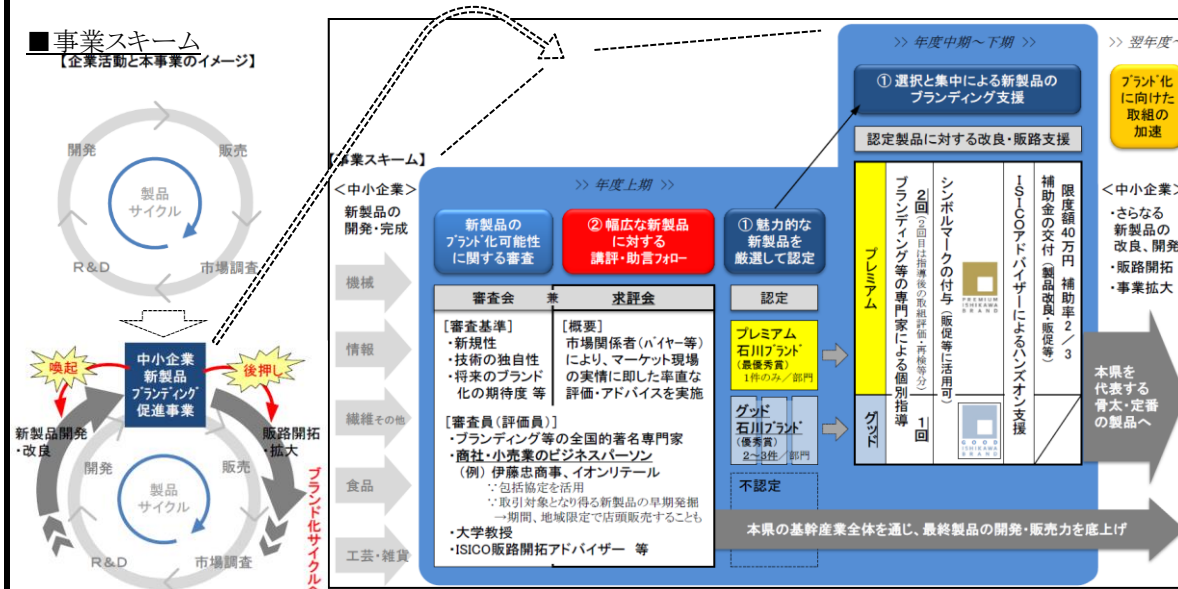 ■事業スキーム
【企業活動と本事業のイメージ】
開発
販売
製品
サイクル
R&D
市場調査
喚起
中小企業
新製品
ブランディング
促進事業
後押し
新製品開発
・改良
販路開拓
・拡大
開発
販売
製品
サイクル
R&D
市場調査
ブランド化サイクル
【事業スキーム】
<中小企業>
新製品の
開発・完成
機械
情報
繊維その他
食品
工芸・雑貨
>> 年度上期 >>
新製品の
ブランド化可能性
に関する審査
② 幅広な新製品
に対する
講評・助言フォロー
① 魅力的な
新製品を
厳選して認定
審査会 兼 求評会
[審査基準]
・新規性
・技術の独自性
・将来のブランド
化の期待度 等
[概要]
市場関係者(バイヤー等)
により、マーケット現場
の実情に即した率直な
評価・アドバイスを実施
[審査員(評価員)]
・ブランディング等の全国的著名専門家
・商社・小売業のビジネスパーソン
(例) 伊藤忠商事、イオンリテール
∵包括協定を活用
∵取引対象となり得る新製品の早期発掘
→期間、地域限定で店頭販売することも
・大学教授
・ISICO販路開拓アドバイザー 等
認定
プレミアム
石川ブランド
(最優秀賞)
1件のみ/部門
グッド
石川ブランド
(優秀賞)
2~3件/部門
不認定
>> 年度中期~下期 >>
① 選択と集中による新製品の
ブランディング支援
認定製品に対する改良・販路支援
プレミアム
グッド
ブランディング等の専門家による個別指導
2回(2回目は指導後の取組評価・再検等分)
1回
シンボルマークの付与(販促等に活用可)
PREMIUM
ISHIKAWA
BRAND
GOOD
ISHIKAWA
BRAND
ISICOアドバイザーによるハンズオン支援
補助金の交付(製品改良・販促等)
限度額40万円 補助率2/3
本県の基幹産業全体を通じ、最終製品の開発・販売力を底上げ
>> 翌年度~
ブランド化
に向けた
取組の
加速
<中小企業>
・さらなる
新製品の
改良、開発
・販路開拓
・事業拡大
本県を
代表する
骨太・定番
の製品へ